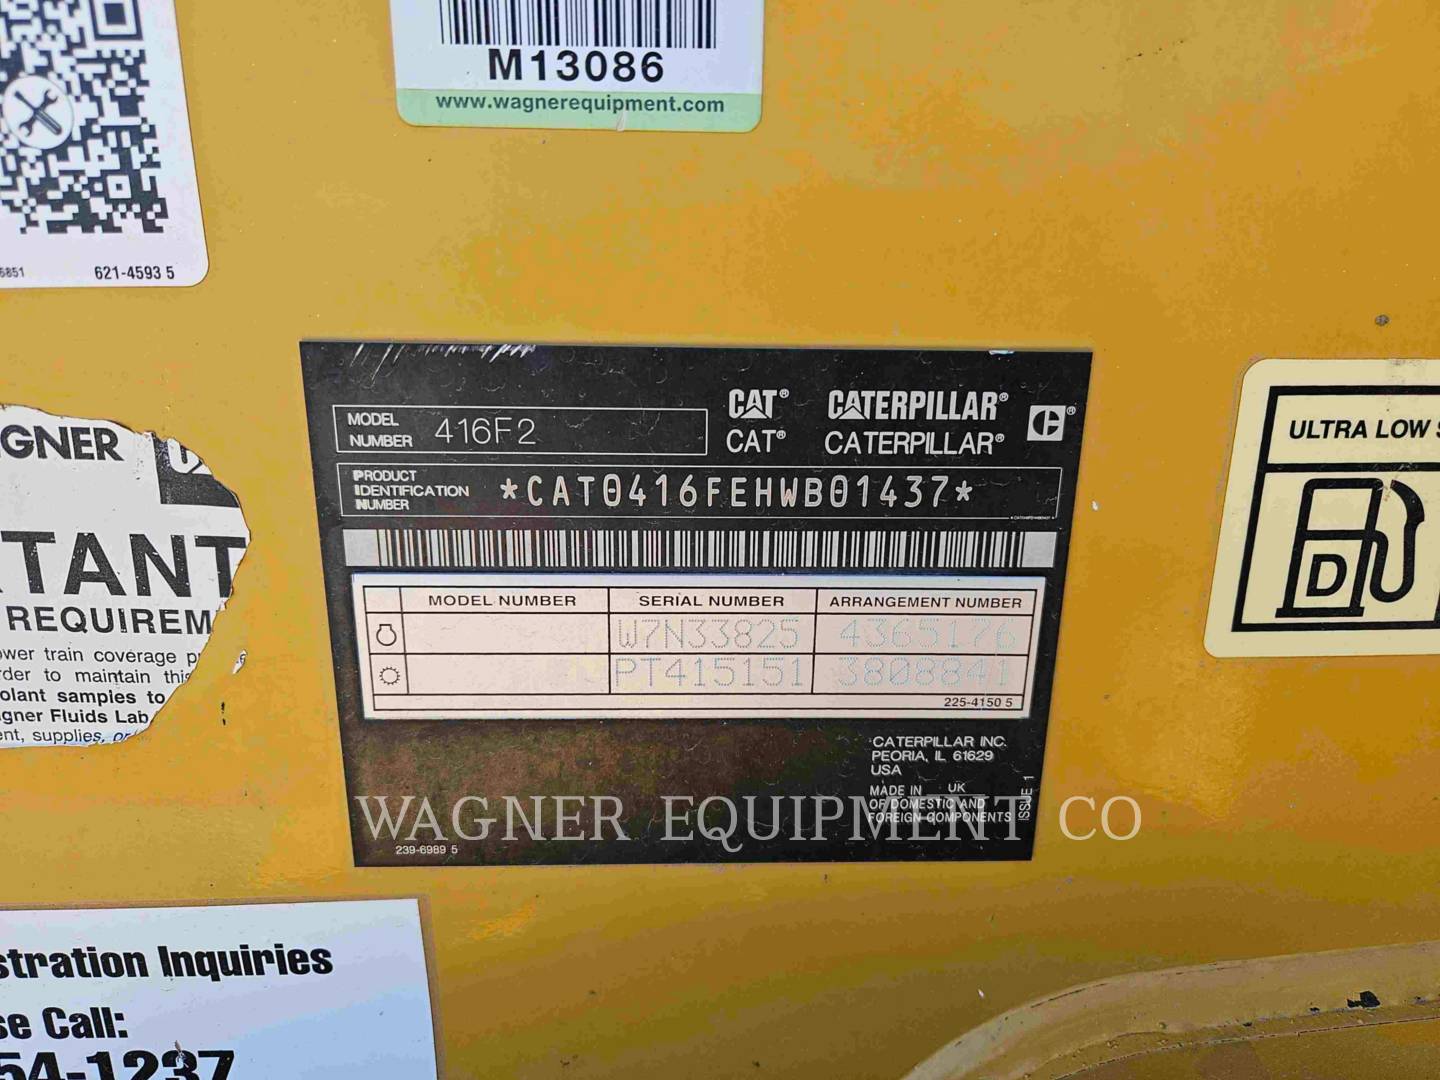 M13086
www.wagnerequipment.com
5851 621-4593 5
GNER
TANT
REQUIREM
ower train coverage
rder to maintain this
olant samples to
gner Fluids Lab
ent, supplies,
MODEL NUMBER 416F2
CAT® CATERPILLAR®
CAT® CATERPILLAR®
PRODUCT IDENTIFICATION NUMBER *CAT0416FEHWB01437*
MODEL NUMBER SERIAL NUMBER ARRANGEMENT NUMBER
W7N33825 4365176
PT415151 3808841
225-4150 5
CATERPILLAR INC.
PEORIA, IL 61629
USA
MADE IN UK
OF DOMESTIC AND
FOREIGN COMPONENTS
ISSUE 1
239-6989 5
WAGNER EQUIPMENT CO
ULTRA LOW S
D
stration Inquiries
se Call:
54-1237